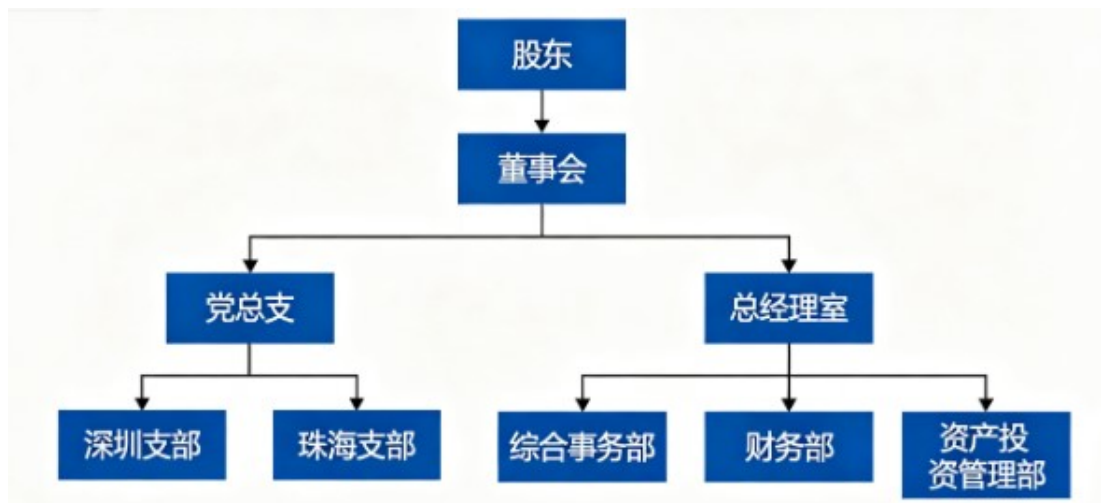 股东
董事会
党总支
总经理室
深圳支部
珠海支部
综合事务部
财务部
资产投
资管理部